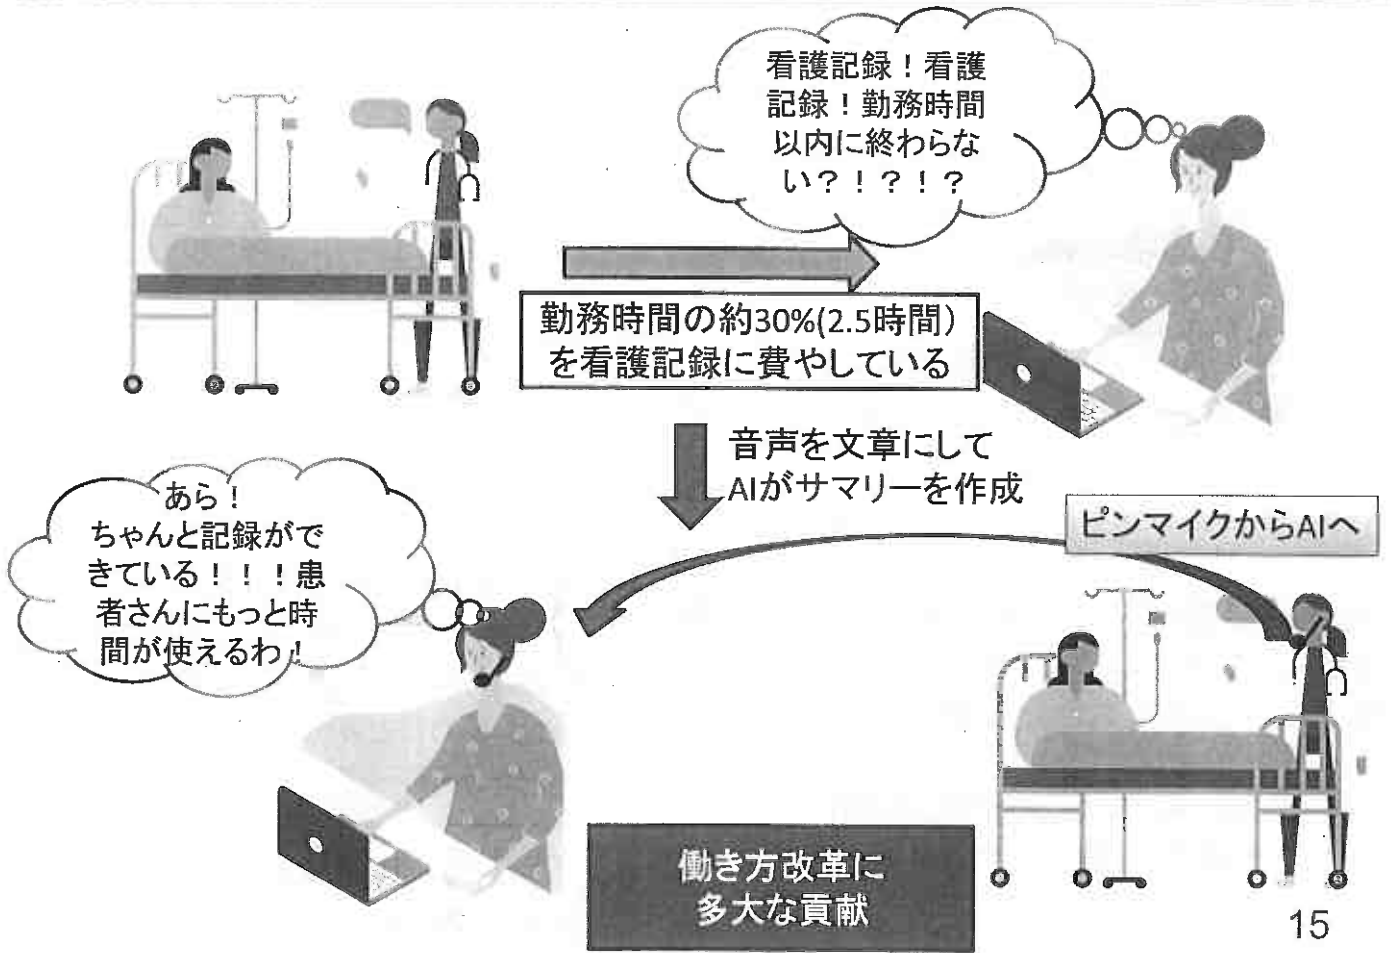 看護記録！看護
記録！勤務時間
以内に終わらな
い？！？！？
勤務時間の約30%(2.5時間)
を看護記録に費やしている
音声を文章にして
AIがサマリーを作成
ピンマイクからAIへ
あら！
ちゃんと記録がで
きている！！！患
者さんにもっと時
間が使えるわ！
働き方改革に
多大な貢献
15